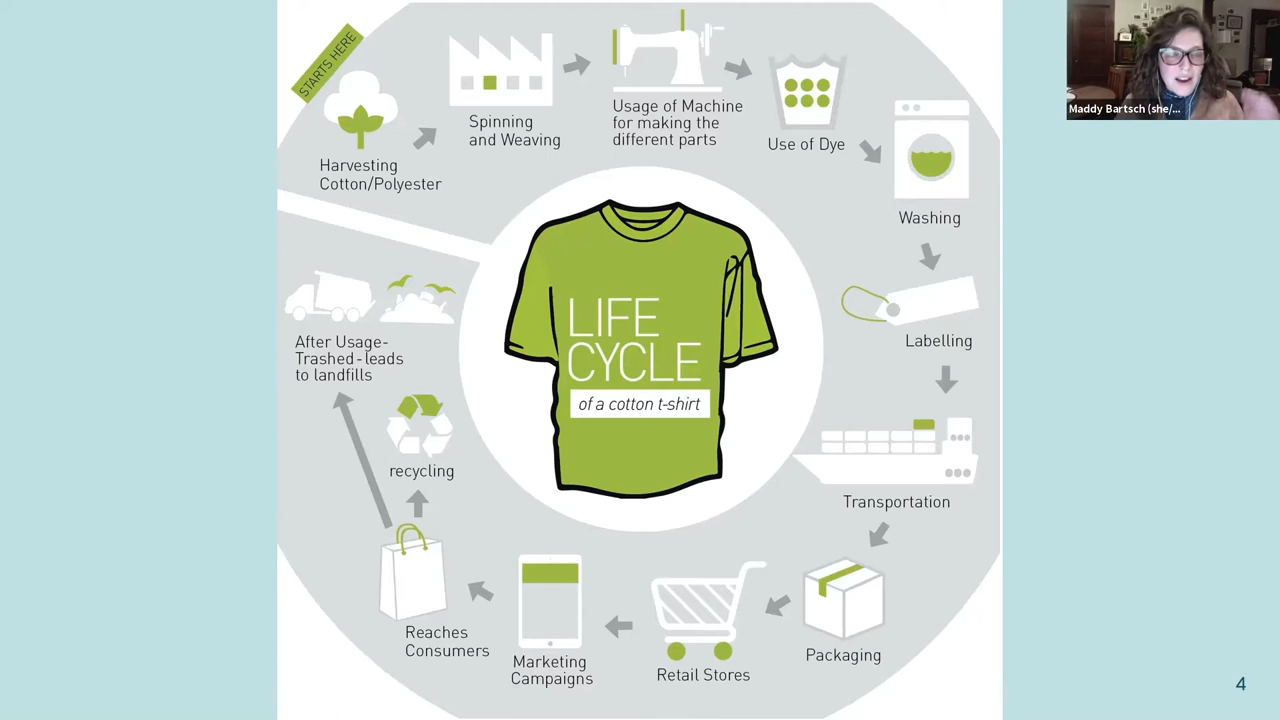 STARTS HERE
Harvesting
Cotton/Polyester
Spinning
and Weaving
Usage of Machine
for making the
different parts
Use of Dye
Washing
Labelling
Transportation
Packaging
Retail Stores
Marketing
Campaigns
Reaches
Consumers
recycling
After Usage-
Trashed-leads
to landfills
LIFE
CYCLE
of a cotton t-shirt
Maddy Bartsch (she/...
4